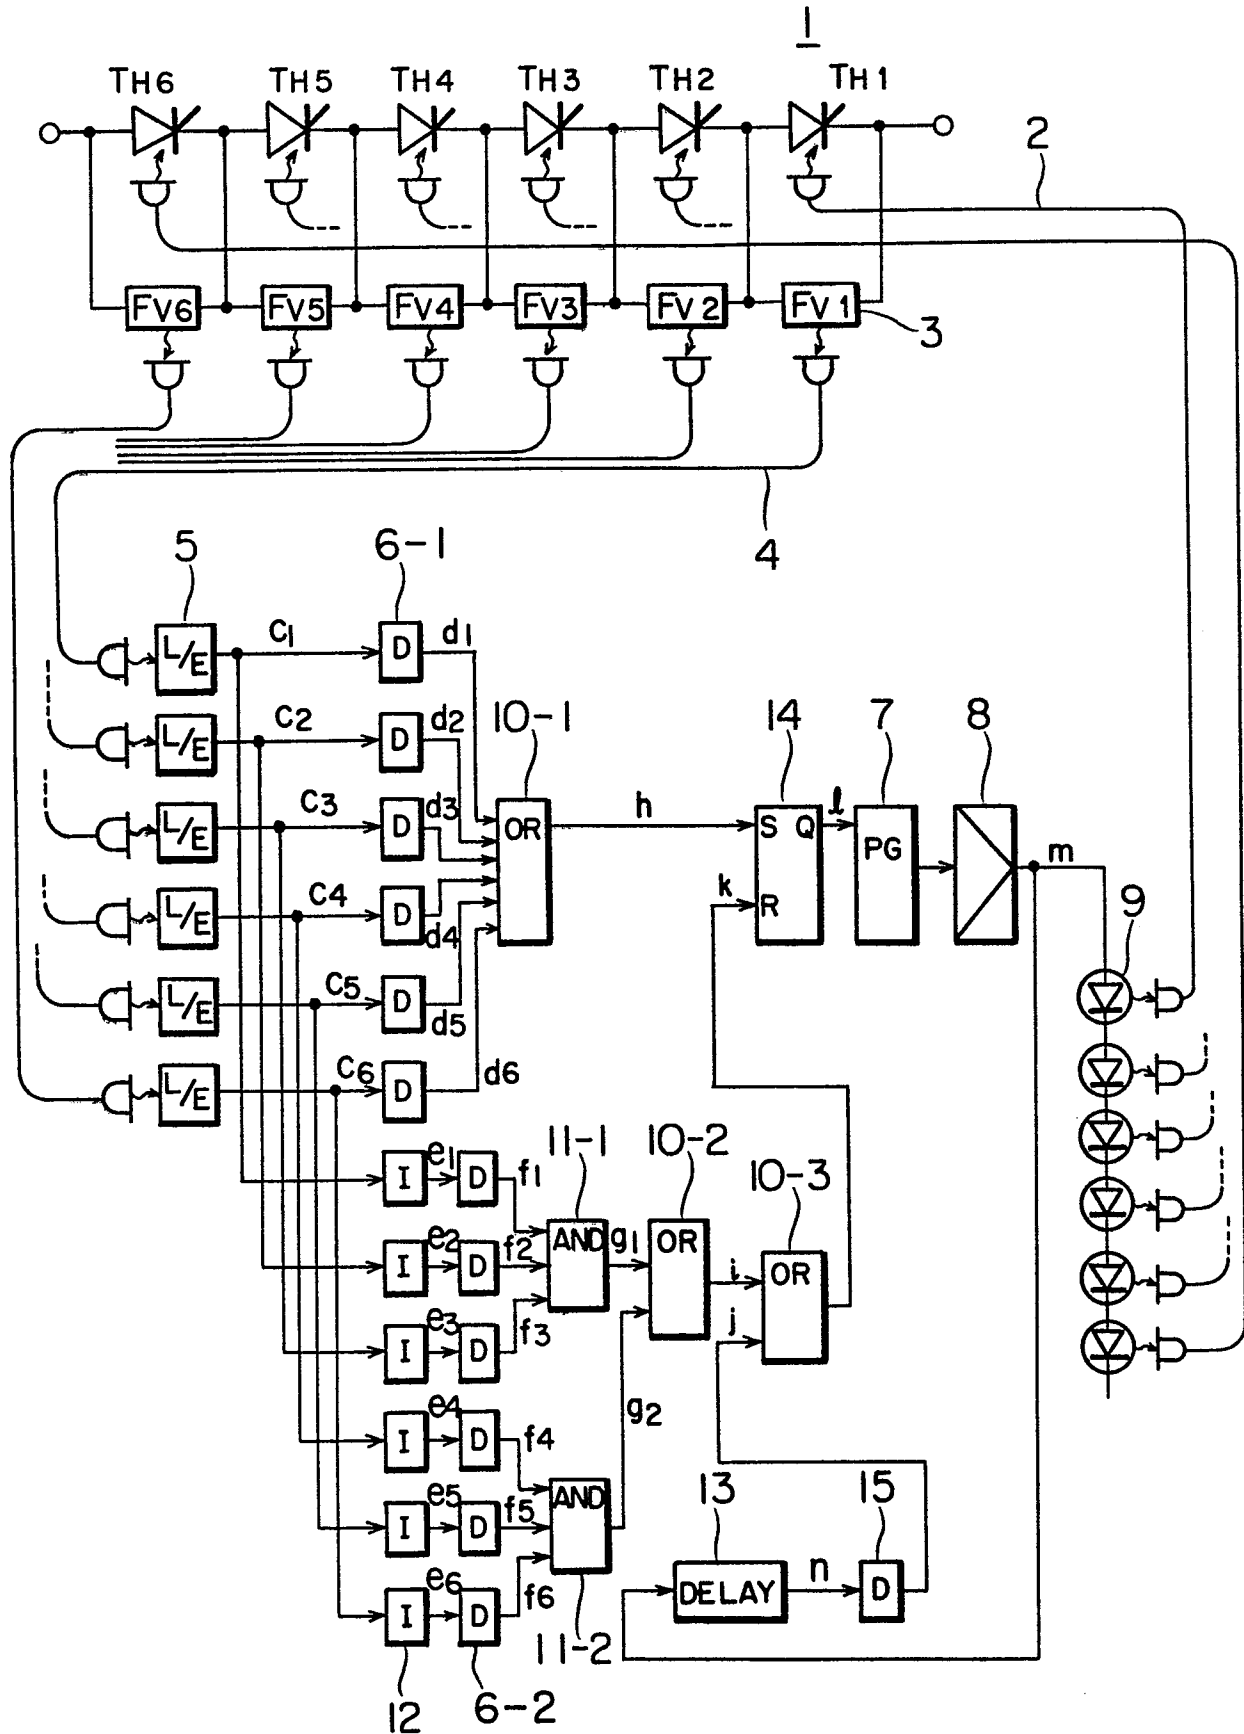 1
TH6 TH5 TH4 TH3 TH2 TH1
2
FV6 FV5 FV4 FV3 FV2 FV1
3
4
5 6-1
L/E C1 D d1
L/E C2 D d2 10-1 14 7 8
L/E C3 D d3 OR h S Q l PG m
L/E C4 D d4 k R 9
L/E C5 D d5
L/E C6 D d6
11-1 10-2 10-3
I e1 D f1
AND g1 OR
I e2 D f2 i OR
I e3 D f3 j
g2
I e4 D f4
AND 13 15
I e5 D f5
DELAY n D
I e6 D f6
11-2
12 6-2